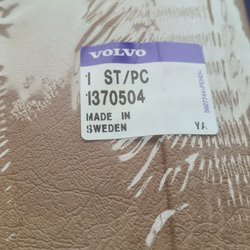 VOLVO
1 ST/PC
1370504
MADE IN
SWEDEN YA